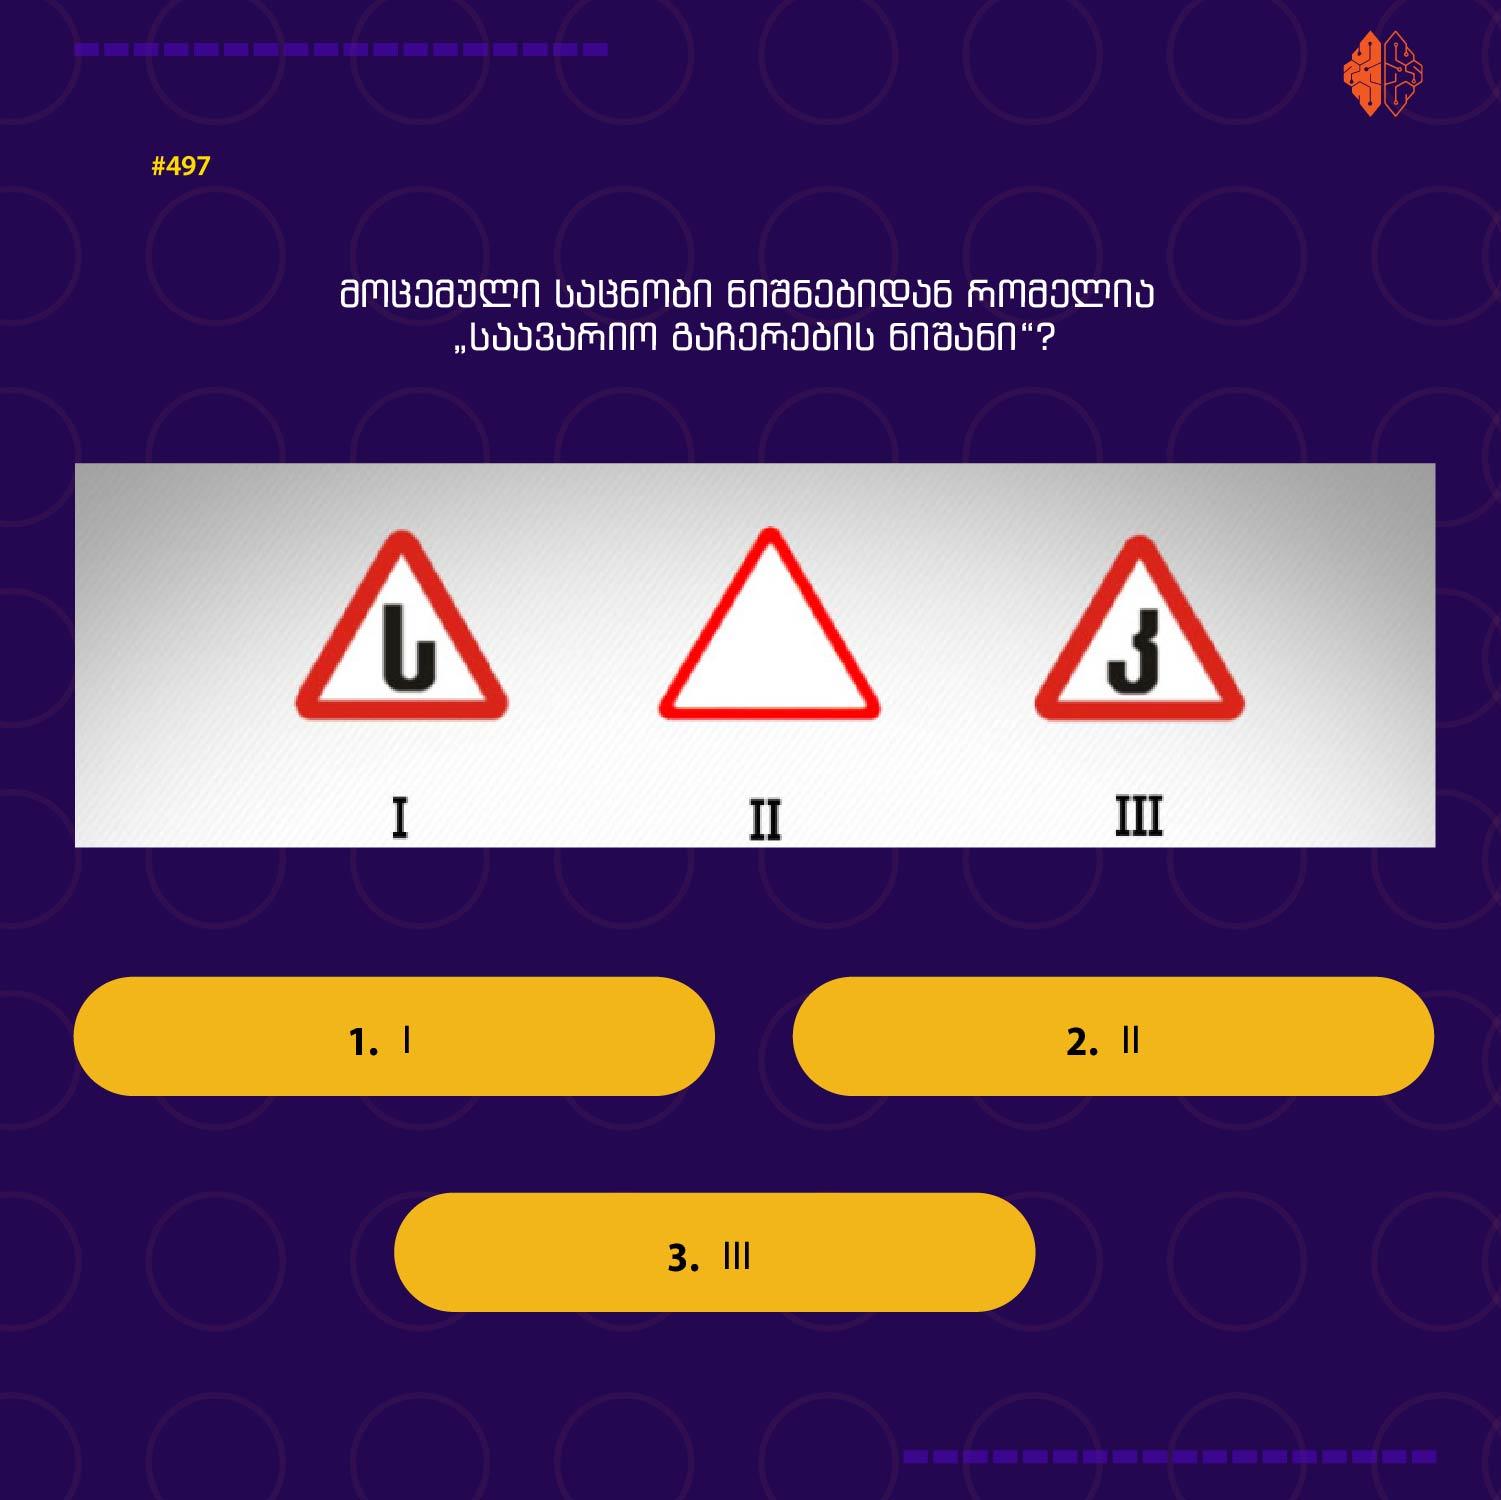 #497
მოცემული საცნობი ნიშნებიდან რომელია
„საავარიო გაჩერების ნიშანი“?
ს
კ
I
II
III
1. I
2. II
3. III